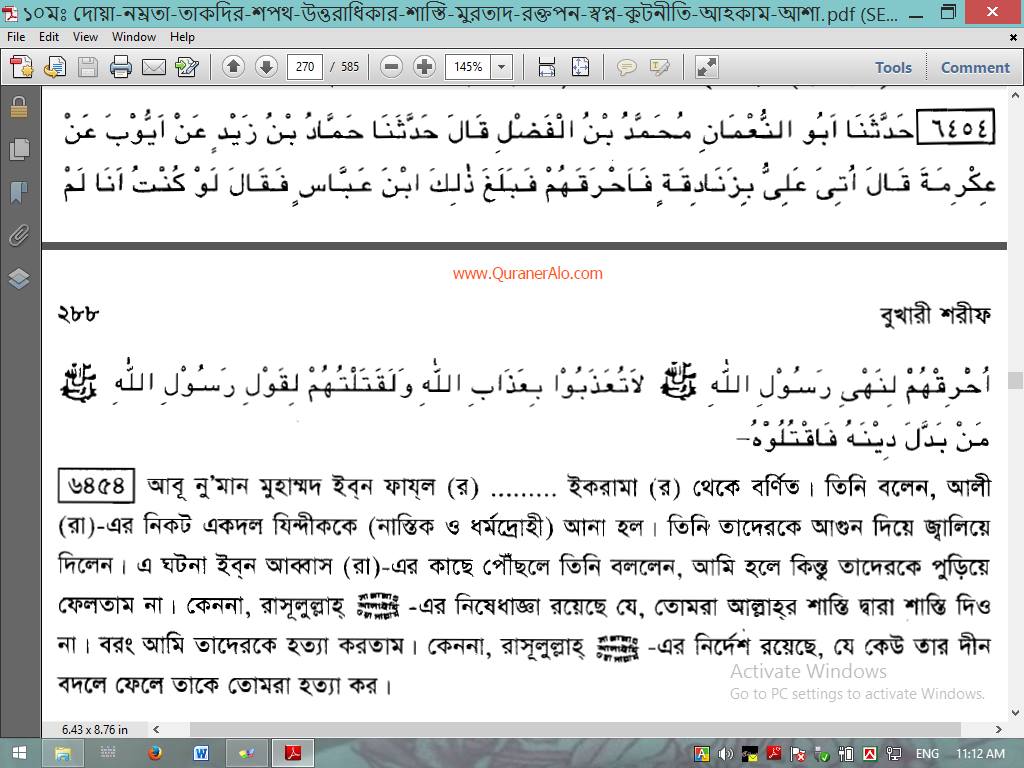 ১০মঃ দোয়া-নম্রতা-তাকদির-শপথ-উত্তরাধিকার-শাস্তি-মুরতাদ-রক্তপন-স্বপ্ন-কুটনীতি-আহকাম-আশা.pdf (SE...
File Edit View Window Help
270 / 585 145% Tools Comment
٦٤٥٤ حَدَّثَنَا اَبُو النُّعْمَانِ مُحَمَّدُ بْنُ الْفَضْلِ قَالَ حَدَّثَنَا حَمَّادُ بْنُ زَيْدٍ عَنْ اَيُّوْبَ عَنْ
عِكْرِمَةَ قَالَ اُتِىَ عَلِىُّ بِزَنَادِقَةٍ فَاَحْرَقَهُمْ فَبَلَغَ ذٰلِكَ ابْنَ عَبَّاسٍ فَقَالَ لَوْ كُنْتُ اَنَا لَمْ
www.QuranerAlo.com
২৮৮ বুখারী শরীফ
اُحْرِقْهُمْ لِنَهْىِ رَسُوْلِ اللّٰهِ ﷺ لاَتُعَذِّبُوْا بِعَذَابِ اللّٰهِ وَلَقَتَلْتُهُمْ لِقَوْلِ رَسُوْلِ اللّٰهِ ﷺ
مَنْ بَدَّلَ دِيْنَهُ فَاقْتُلُوْهُ-
৬৪৫৪ আবূ নু'মান মুহাম্মদ ইব্‌ন ফায্‌ল (র) ......... ইকরামা (র) থেকে বর্ণিত। তিনি বলেন, আলী
(রা)-এর নিকট একদল যিন্দীককে (নাস্তিক ও ধর্মদ্রোহী) আনা হল। তিনি তাদেরকে আগুন দিয়ে জ্বালিয়ে
দিলেন। এ ঘটনা ইব্‌ন আব্বাস (রা)-এর কাছে পৌঁছলে তিনি বললেন, আমি হলে কিন্তু তাদেরকে পুড়িয়ে
ফেলতাম না। কেননা, রাসূলুল্লাহ্ ﷺ -এর নিষেধাজ্ঞা রয়েছে যে, তোমরা আল্লাহ্‌র শাস্তি দ্বারা শাস্তি দিও
না। বরং আমি তাদেরকে হত্যা করতাম। কেননা, রাসূলুল্লাহ্ ﷺ -এর নির্দেশ রয়েছে, যে কেউ তার দীন
বদলে ফেলে তাকে তোমরা হত্যা কর।
Activate Windows
Go to PC settings to activate Windows.
6.43 x 8.76 in
ENG 11:12 AM